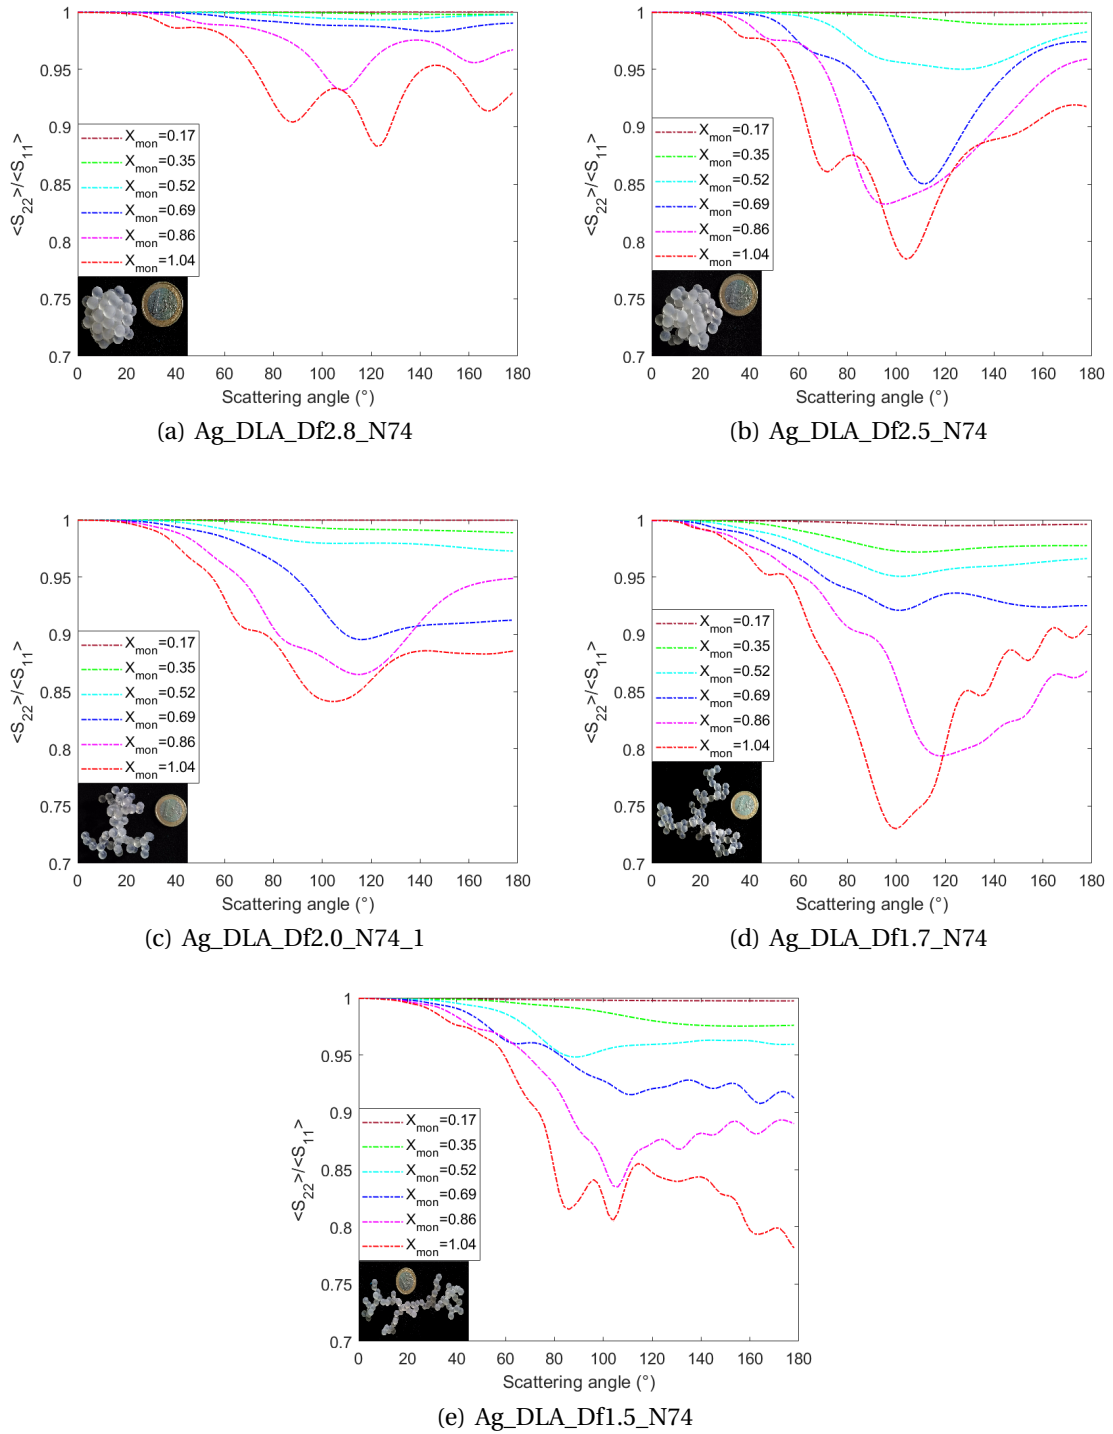 1
0.95
0.9
0.85
0.8
0.75
0.7
<S22>/<S11>
Xmon=0.17
Xmon=0.35
Xmon=0.52
Xmon=0.69
Xmon=0.86
Xmon=1.04
0 20 40 60 80 100 120 140 160 180
Scattering angle (°)
(a) Ag_DLA_Df2.8_N74
1
0.95
0.9
0.85
0.8
0.75
0.7
<S22>/<S11>
Xmon=0.17
Xmon=0.35
Xmon=0.52
Xmon=0.69
Xmon=0.86
Xmon=1.04
0 20 40 60 80 100 120 140 160 180
Scattering angle (°)
(b) Ag_DLA_Df2.5_N74
1
0.95
0.9
0.85
0.8
0.75
0.7
<S22>/<S11>
Xmon=0.17
Xmon=0.35
Xmon=0.52
Xmon=0.69
Xmon=0.86
Xmon=1.04
0 20 40 60 80 100 120 140 160 180
Scattering angle (°)
(c) Ag_DLA_Df2.0_N74_1
1
0.95
0.9
0.85
0.8
0.75
0.7
<S22>/<S11>
Xmon=0.17
Xmon=0.35
Xmon=0.52
Xmon=0.69
Xmon=0.86
Xmon=1.04
0 20 40 60 80 100 120 140 160 180
Scattering angle (°)
(d) Ag_DLA_Df1.7_N74
1
0.95
0.9
0.85
0.8
0.75
0.7
<S22>/<S11>
Xmon=0.17
Xmon=0.35
Xmon=0.52
Xmon=0.69
Xmon=0.86
Xmon=1.04
0 20 40 60 80 100 120 140 160 180
Scattering angle (°)
(e) Ag_DLA_Df1.5_N74